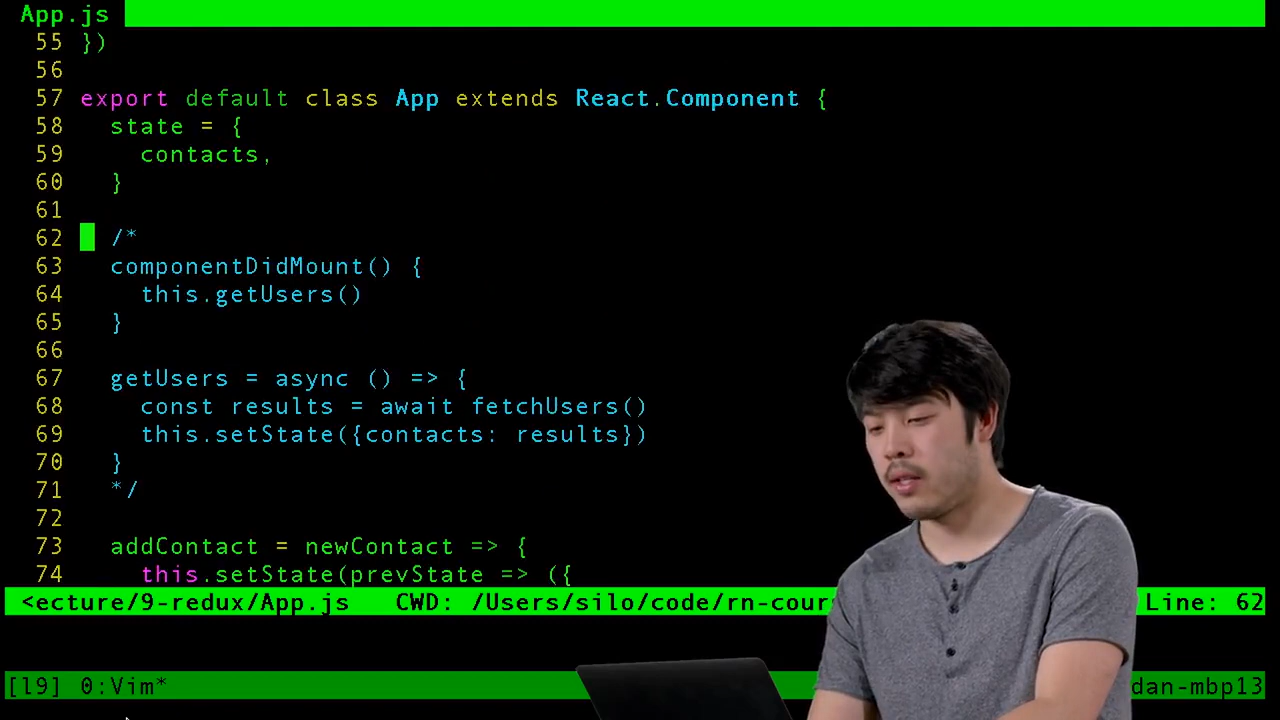 App.js
55 })
56
57 export default class App extends React.Component {
58 state = {
59 contacts,
60 }
61
62 /*
63 componentDidMount() {
64 this.getUsers()
65 }
66
67 getUsers = async () => {
68 const results = await fetchUsers()
69 this.setState({contacts: results})
70 }
71 */
72
73 addContact = newContact => {
74 this.setState(prevState => ({
<ecture/9-redux/App.js CWD: /Users/silo/code/rn-cour Line: 62
[l9] 0:Vim* dan-mbp13